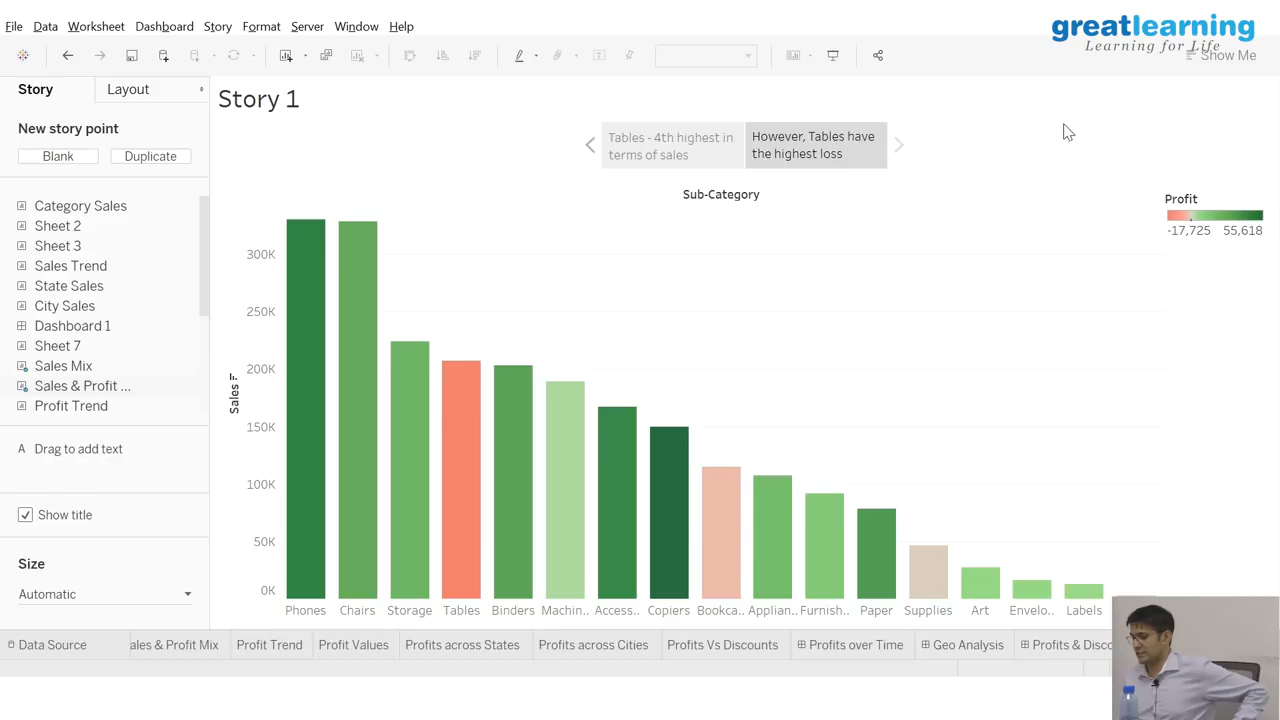 File Data Worksheet Dashboard Story Format Server Window Help
greatlearning
Learning for Life
Show Me
Story Layout
Story 1
New story point
Blank Duplicate
Tables - 4th highest in
terms of sales
However, Tables have
the highest loss
Category Sales
Sheet 2
Sheet 3
Sales Trend
State Sales
City Sales
Dashboard 1
Sheet 7
Sales Mix
Sales & Profit ...
Profit Trend
A Drag to add text
Show title
Size
Automatic
Sub-Category
Profit
-17,725 55,618
Sales
300K
250K
200K
150K
100K
50K
0K
Phones Chairs Storage Tables Binders Machin.. Access.. Copiers Bookca.. Applian.. Furnish.. Paper Supplies Art Envelo.. Labels
Data Source ales & Profit Mix Profit Trend Profit Values Profits across States Profits across Cities Profits Vs Discounts Profits over Time Geo Analysis Profits & Disco